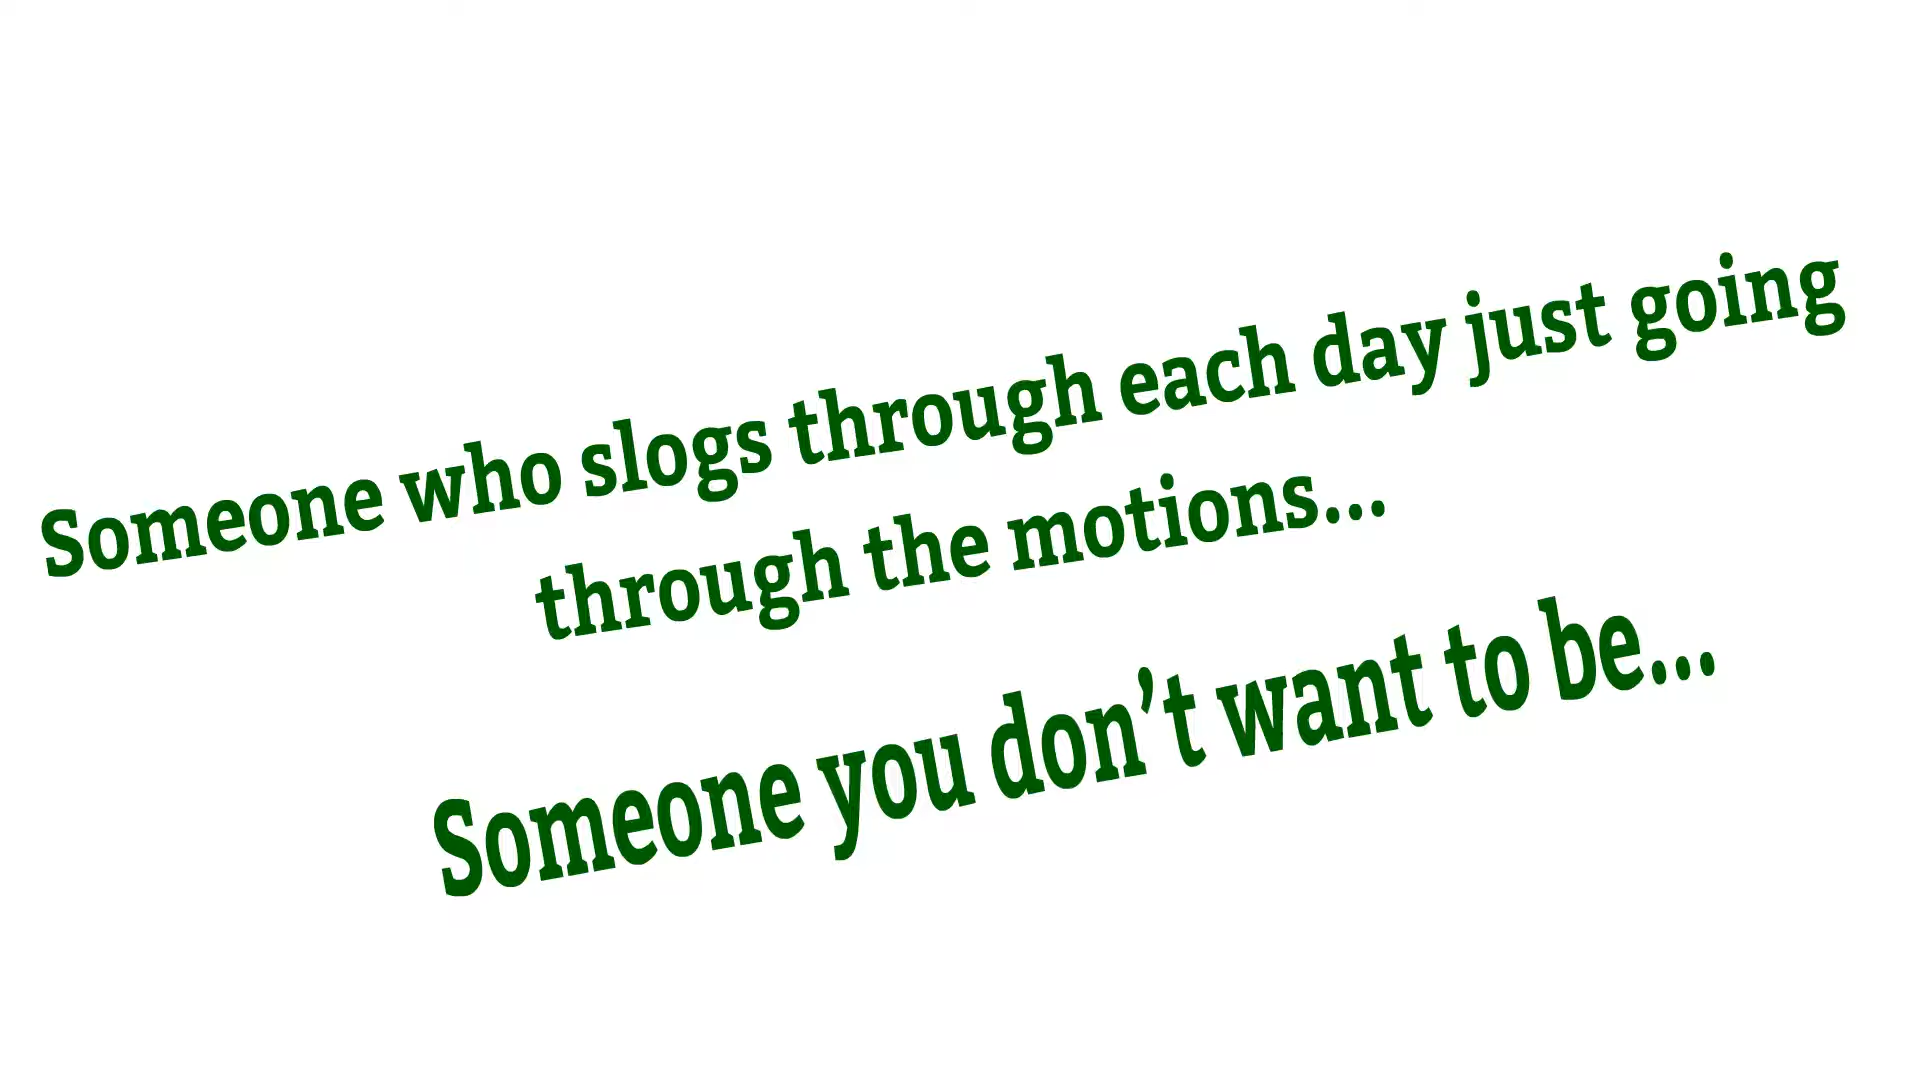 Someone who slogs through each day just going
through the motions...
Someone you don’t want to be...